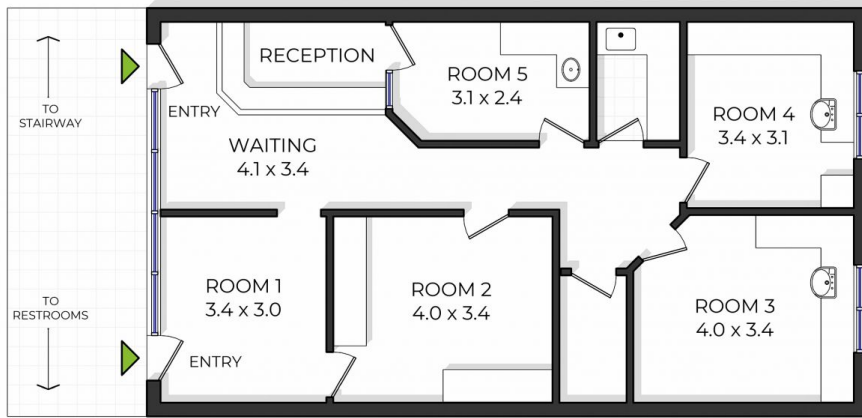 TO
STAIRWAY
ENTRY
RECEPTION
WAITING
4.1 x 3.4
ROOM 5
3.1 x 2.4
ROOM 4
3.4 x 3.1
TO
RESTROOMS
ENTRY
ROOM 1
3.4 x 3.0
ROOM 2
4.0 x 3.4
ROOM 3
4.0 x 3.4